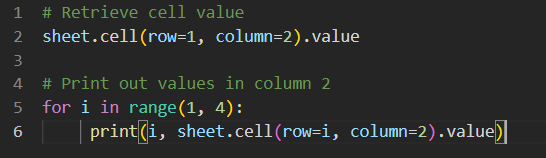 1 # Retrieve cell value
2 sheet.cell(row=1, column=2).value
3
4 # Print out values in column 2
5 for i in range(1, 4):
6     print(i, sheet.cell(row=i, column=2).value)